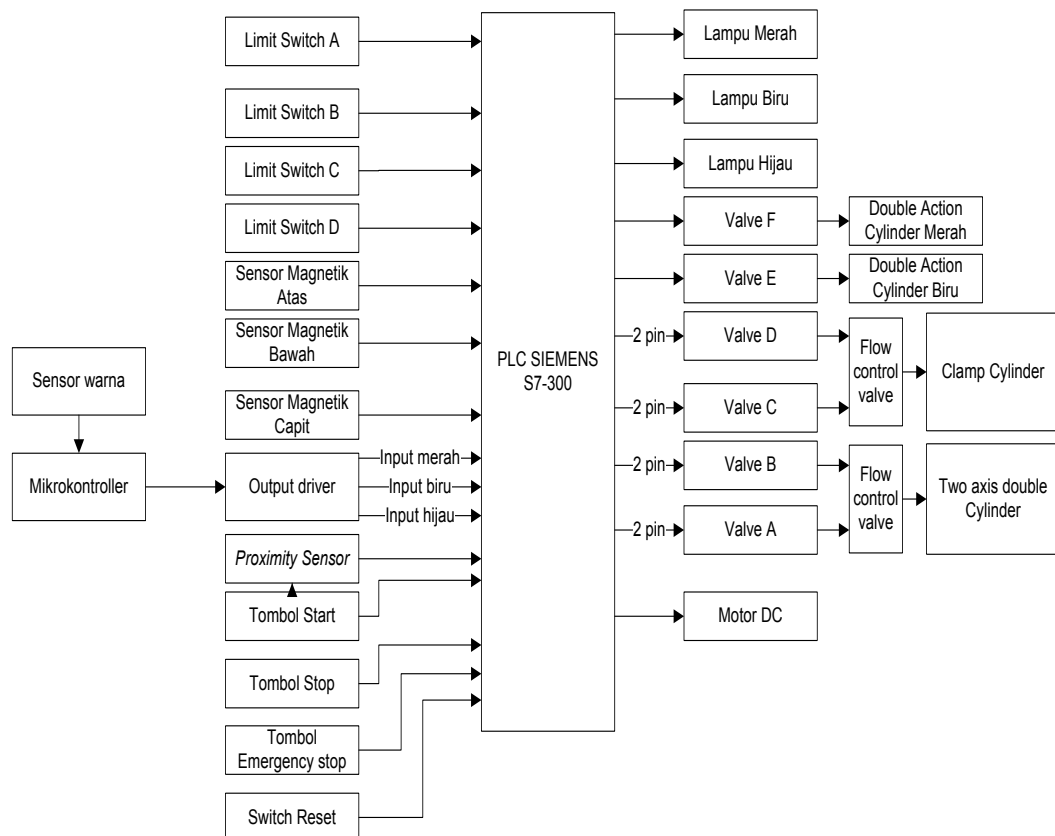 Limit Switch A
Limit Switch B
Limit Switch C
Limit Switch D
Sensor Magnetik
Atas
Sensor Magnetik
Bawah
Sensor Magnetik
Capit
Sensor warna
Mikrokontroller
Output driver
Input merah
Input biru
Input hijau
Proximity Sensor
Tombol Start
Tombol Stop
Tombol
Emergency stop
Switch Reset
PLC SIEMENS
S7-300
Lampu Merah
Lampu Biru
Lampu Hijau
Valve F
Double Action
Cylinder Merah
Valve E
Double Action
Cylinder Biru
2 pin
Valve D
2 pin
Valve C
Flow
control
valve
Clamp Cylinder
2 pin
Valve B
2 pin
Valve A
Flow
control
valve
Two axis double
Cylinder
Motor DC